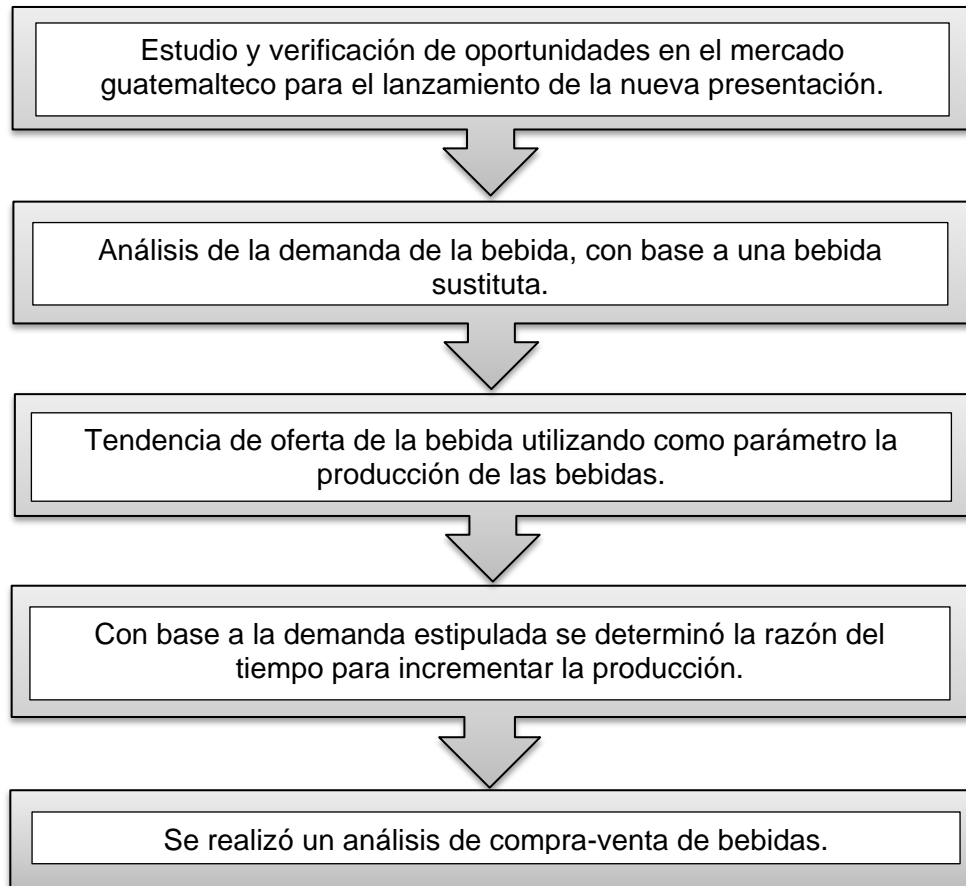 Estudio y verificación de oportunidades en el mercado
guatemalteco para el lanzamiento de la nueva presentación.
Análisis de la demanda de la bebida, con base a una bebida
sustituta.
Tendencia de oferta de la bebida utilizando como parámetro la
producción de las bebidas.
Con base a la demanda estipulada se determinó la razón del
tiempo para incrementar la producción.
Se realizó un análisis de compra-venta de bebidas.